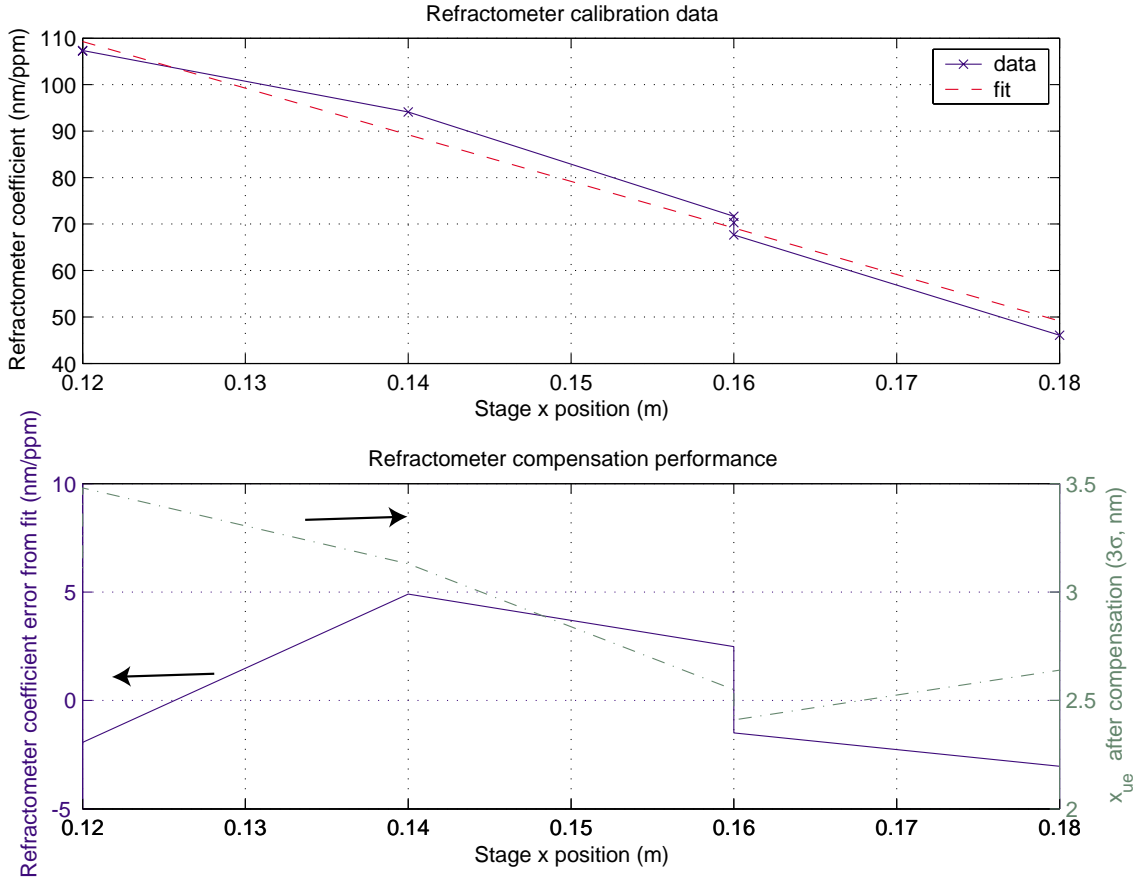 Refractometer calibration data
Refractometer coefficient (nm/ppm)
110
100
90
80
70
60
50
40
data
fit
0.12 0.13 0.14 0.15 0.16 0.17 0.18
Stage x position (m)
Refractometer compensation performance
Refractometer coefficient error from fit (nm/ppm)
10
5
0
-5
3.5
3
2.5
2
x_ue after compensation (3σ, nm)
0.12 0.13 0.14 0.15 0.16 0.17 0.18
Stage x position (m)